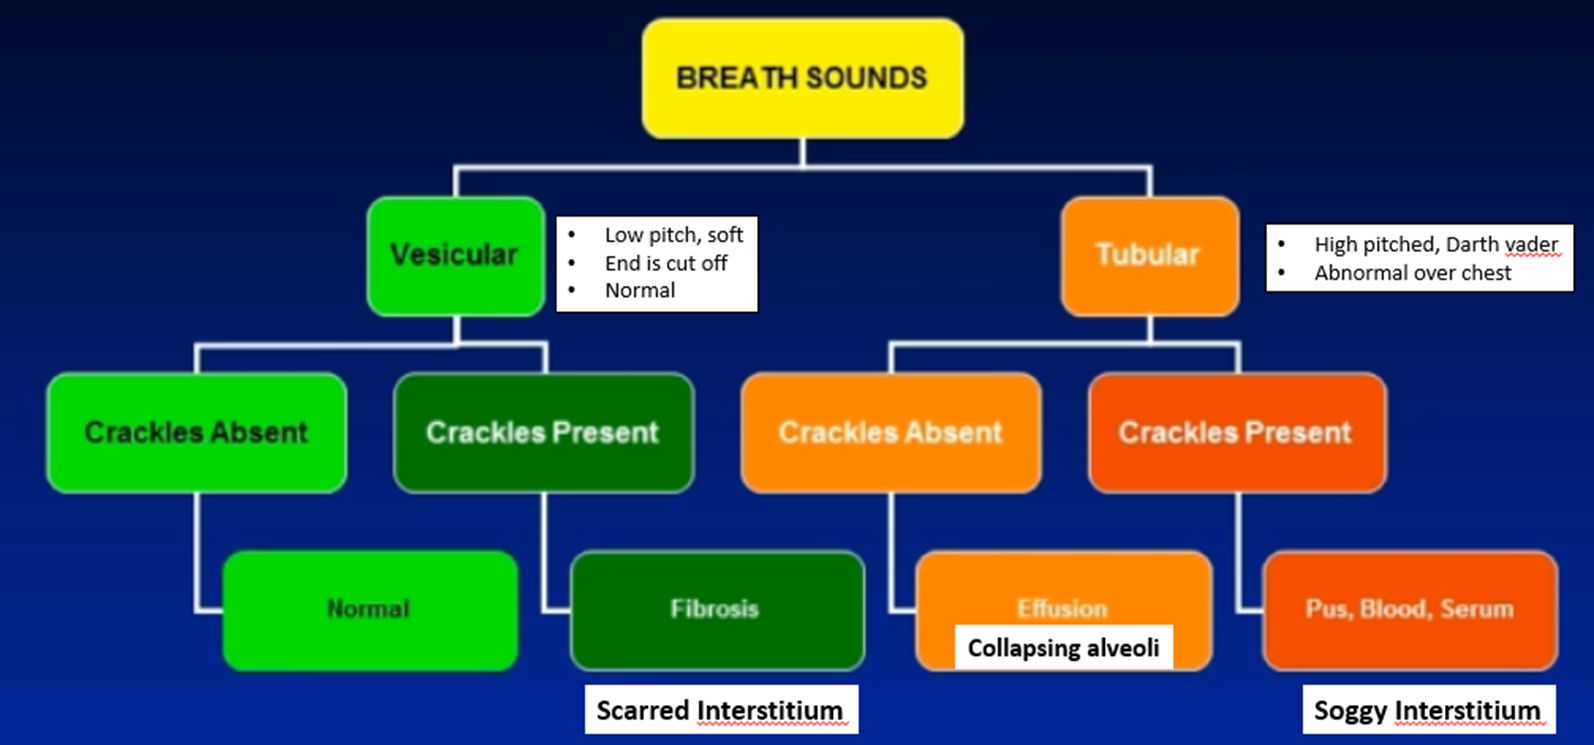 BREATH SOUNDS
Vesicular
• Low pitch, soft
• End is cut off
• Normal
Tubular
• High pitched, Darth vader
• Abnormal over chest
Crackles Absent
Crackles Present
Crackles Absent
Crackles Present
Normal
Fibrosis
Effusion
Collapsing alveoli
Pus, Blood, Serum
Scarred Interstitium
Soggy Interstitium